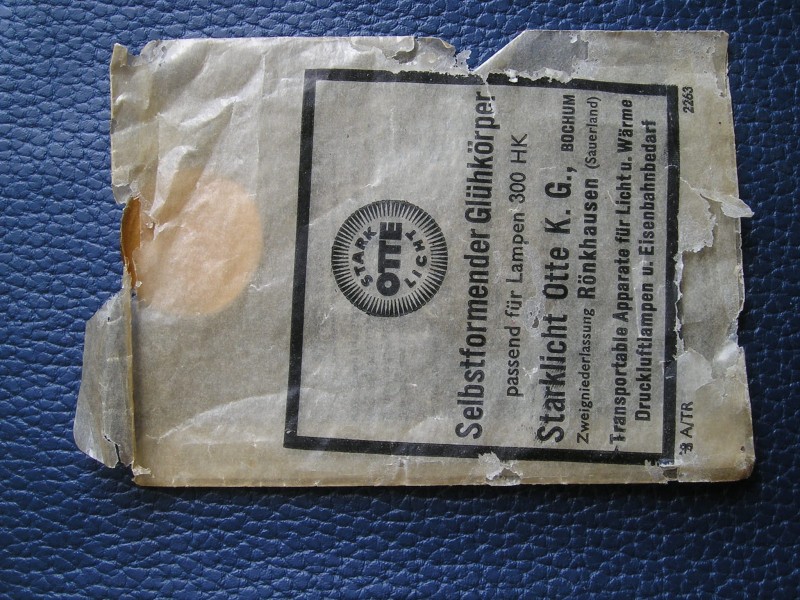 STARK
OTTE
LICHT
Selbstformender Glühkörper
passend für Lampen 300 HK
Starklicht Otte K. G., BOCHUM
Zweigniederlassung Rönkhausen (Sauerland)
Transportable Apparate für Licht u. Wärme
Druckluftlampen u. Eisenbahnbedarf
A/TR 2263